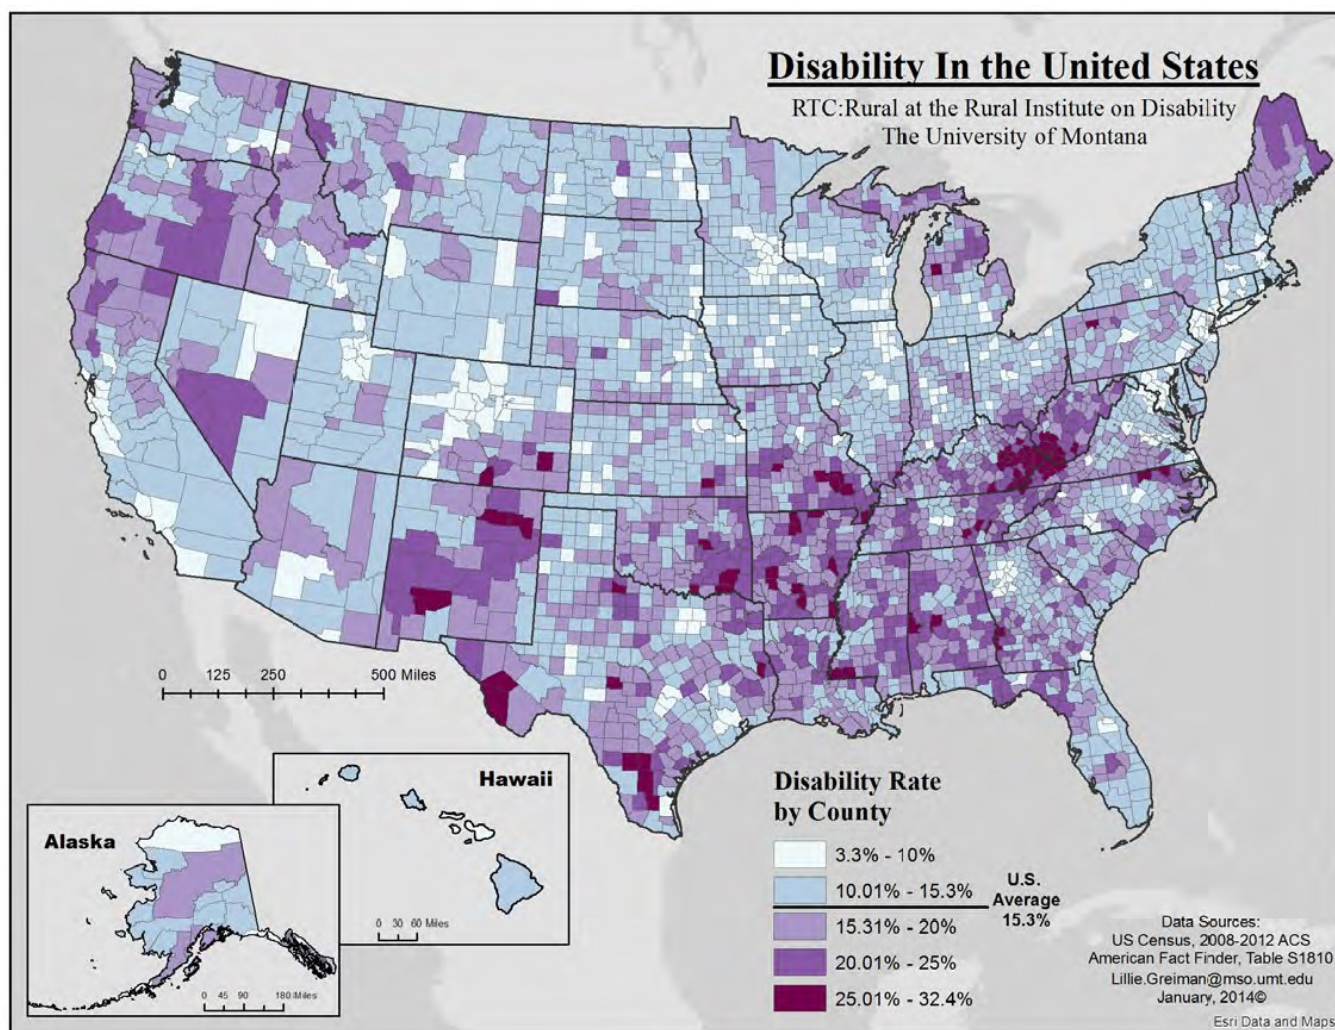 Disability In the United States
RTC:Rural at the Rural Institute on Disability
The University of Montana
0 125 250 500 Miles
Hawaii
0 30 60 Miles
Alaska
0 45 90 180 Miles
Disability Rate
by County
3.3% - 10%
10.01% - 15.3%
15.31% - 20%
20.01% - 25%
25.01% - 32.4%
U.S.
Average
15.3%
Data Sources:
US Census, 2008-2012 ACS
American Fact Finder, Table S1810
Lillie.Greiman@mso.umt.edu
January, 2014©
Esri Data and Maps